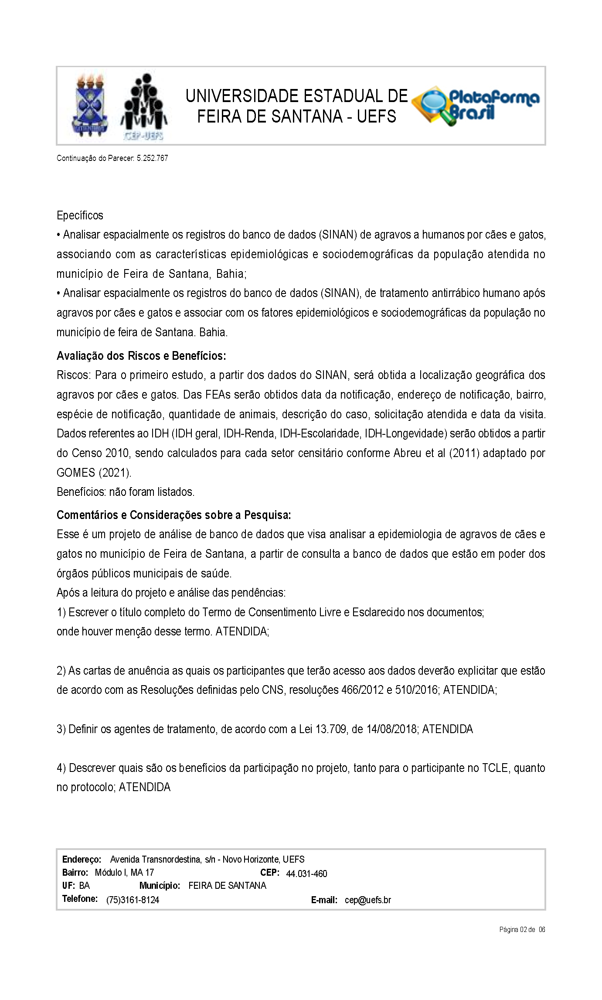 UNIVERSIDADE ESTADUAL DE
FEIRA DE SANTANA - UEFS
CEP-UEFS
Plataforma
Brasil
Continuação do Parecer: 5.252.767
Epecíficos
• Analisar espacialmente os registros do banco de dados (SINAN) de agravos a humanos por cães e gatos,
associando com as características epidemiológicas e sociodemográficas da população atendida no
município de Feira de Santana, Bahia;
• Analisar espacialmente os registros do banco de dados (SINAN), de tratamento antirrábico humano após
agravos por cães e gatos e associar com os fatores epidemiológicos e sociodemográficas da população no
município de feira de Santana. Bahia.
Avaliação dos Riscos e Benefícios:
Riscos: Para o primeiro estudo, a partir dos dados do SINAN, será obtida a localização geográfica dos
agravos por cães e gatos. Das FEAs serão obtidos data da notificação, endereço de notificação, bairro,
espécie de notificação, quantidade de animais, descrição do caso, solicitação atendida e data da visita.
Dados referentes ao IDH (IDH geral, IDH-Renda, IDH-Escolaridade, IDH-Longevidade) serão obtidos a partir
do Censo 2010, sendo calculados para cada setor censitário conforme Abreu et al (2011) adaptado por
GOMES (2021).
Benefícios: não foram listados.
Comentários e Considerações sobre a Pesquisa:
Esse é um projeto de análise de banco de dados que visa analisar a epidemiologia de agravos de cães e
gatos no município de Feira de Santana, a partir de consulta a banco de dados que estão em poder dos
órgãos públicos municipais de saúde.
Após a leitura do projeto e análise das pendências:
1) Escrever o título completo do Termo de Consentimento Livre e Esclarecido nos documentos;
onde houver menção desse termo. ATENDIDA;
2) As cartas de anuência as quais os participantes que terão acesso aos dados deverão explicitar que estão
de acordo com as Resoluções definidas pelo CNS, resoluções 466/2012 e 510/2016; ATENDIDA;
3) Definir os agentes de tratamento, de acordo com a Lei 13.709, de 14/08/2018; ATENDIDA
4) Descrever quais são os benefícios da participação no projeto, tanto para o participante no TCLE, quanto
no protocolo; ATENDIDA
Endereço: Avenida Transnordestina, s/n - Novo Horizonte, UEFS
Bairro: Módulo I, MA 17 CEP: 44.031-460
UF: BA Município: FEIRA DE SANTANA
Telefone: (75)3161-8124 E-mail: cep@uefs.br
Página 02 de 06